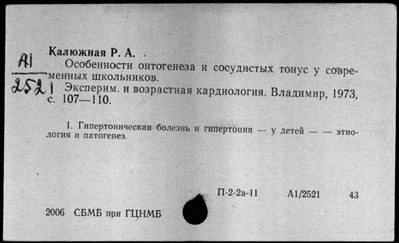 Калюжная Р. А.
А1
2521
Особенности онтогенеза и сосудистых тонус у совре-
менных школьников.
Эксперим. и возрастная кардиология. Владимир, 1973,
с. 107—110.
1. Гипертоническая болезнь и гипертония — у детей — — этио-
логия и патогенез.
П-2-2а-11 А1/2521 43
2006 СБМБ при ГЦНМБ